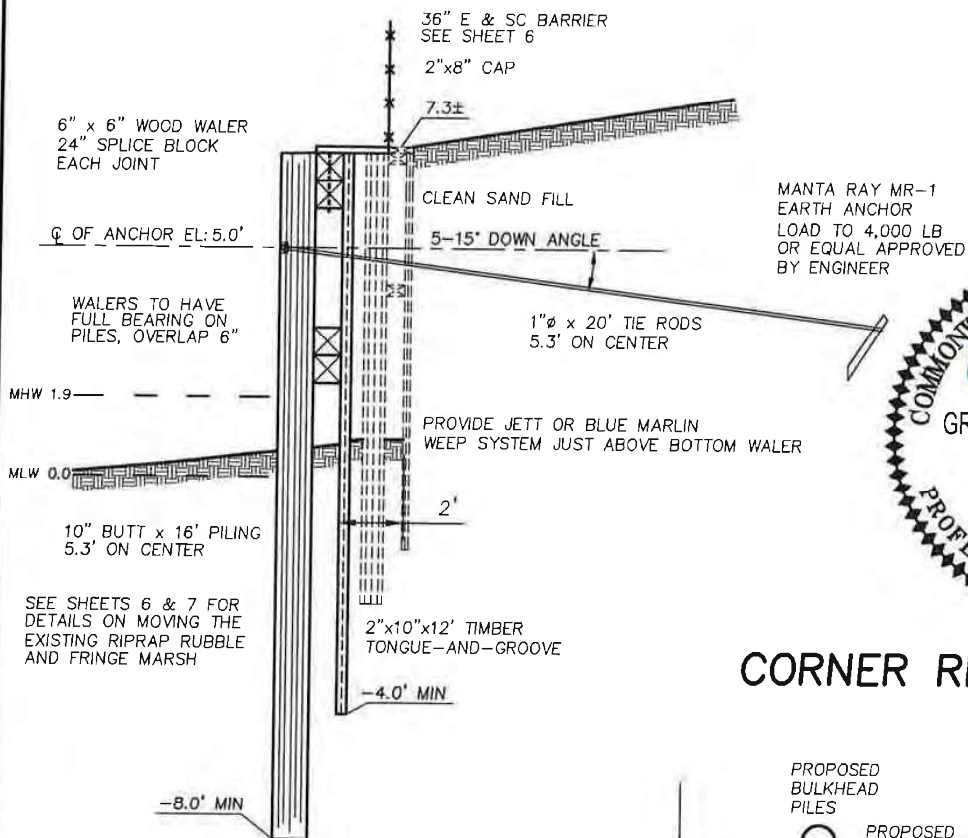 36" E & SC BARRIER
SEE SHEET 6
2"x8" CAP
7.3±
6" x 6" WOOD WALER
24" SPLICE BLOCK
EACH JOINT
CLEAN SAND FILL
MANTA RAY MR-1
EARTH ANCHOR
LOAD TO 4,000 LB
OR EQUAL APPROVED
BY ENGINEER
℄ OF ANCHOR EL: 5.0'
5-15° DOWN ANGLE
WALERS TO HAVE
FULL BEARING ON
PILES, OVERLAP 6"
1"ø x 20' TIE RODS
5.3' ON CENTER
MHW 1.9
PROVIDE JETT OR BLUE MARLIN
WEEP SYSTEM JUST ABOVE BOTTOM WALER
MLW 0.0
2'
10" BUTT x 16' PILING
5.3' ON CENTER
SEE SHEETS 6 & 7 FOR
DETAILS ON MOVING THE
EXISTING RIPRAP RUBBLE
AND FRINGE MARSH
2"x10"x12' TIMBER
TONGUE-AND-GROOVE
-4.0' MIN
-8.0' MIN
COMMON
GR
PROFE
CORNER RE
PROPOSED
BULKHEAD
PILES
PROPOSED